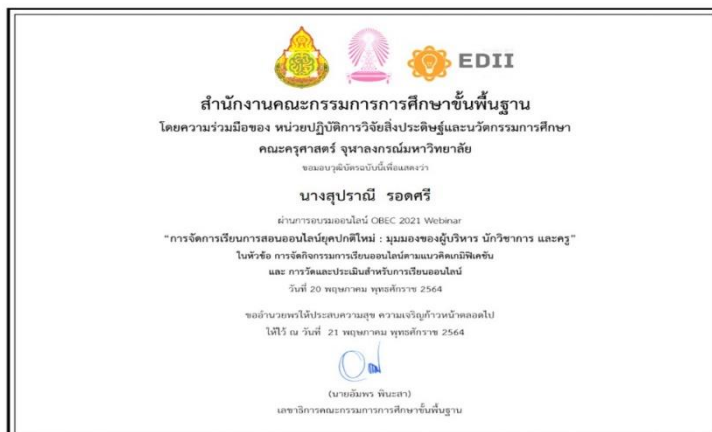 EDII
สำนักงานคณะกรรมการการศึกษาขั้นพื้นฐาน
โดยความร่วมมือของ หน่วยปฏิบัติการวิจัยสิ่งประดิษฐ์และนวัตกรรมการศึกษา
คณะครุศาสตร์ จุฬาลงกรณ์มหาวิทยาลัย
ขอมอบวุฒิบัตรฉบับนี้เพื่อแสดงว่า
นางสุปราณี รอดศรี
ผ่านการอบรมออนไลน์ OBEC 2021 Webinar
“การจัดการเรียนการสอนออนไลน์ยุคปกติใหม่ : มุมมองของผู้บริหาร นักวิชาการ และครู”
ในหัวข้อ การจัดกิจกรรมการเรียนออนไลน์ตามแนวคิดเกมิฟิเคชัน
และ การวัดและประเมินสำหรับการเรียนออนไลน์
วันที่ 20 พฤษภาคม พุทธศักราช 2564
ขออำนวยพรให้ประสบความสุข ความเจริญก้าวหน้าตลอดไป
ให้ไว้ ณ วันที่ 21 พฤษภาคม พุทธศักราช 2564
(นายอัมพร พินะสา)
เลขาธิการคณะกรรมการการศึกษาขั้นพื้นฐาน